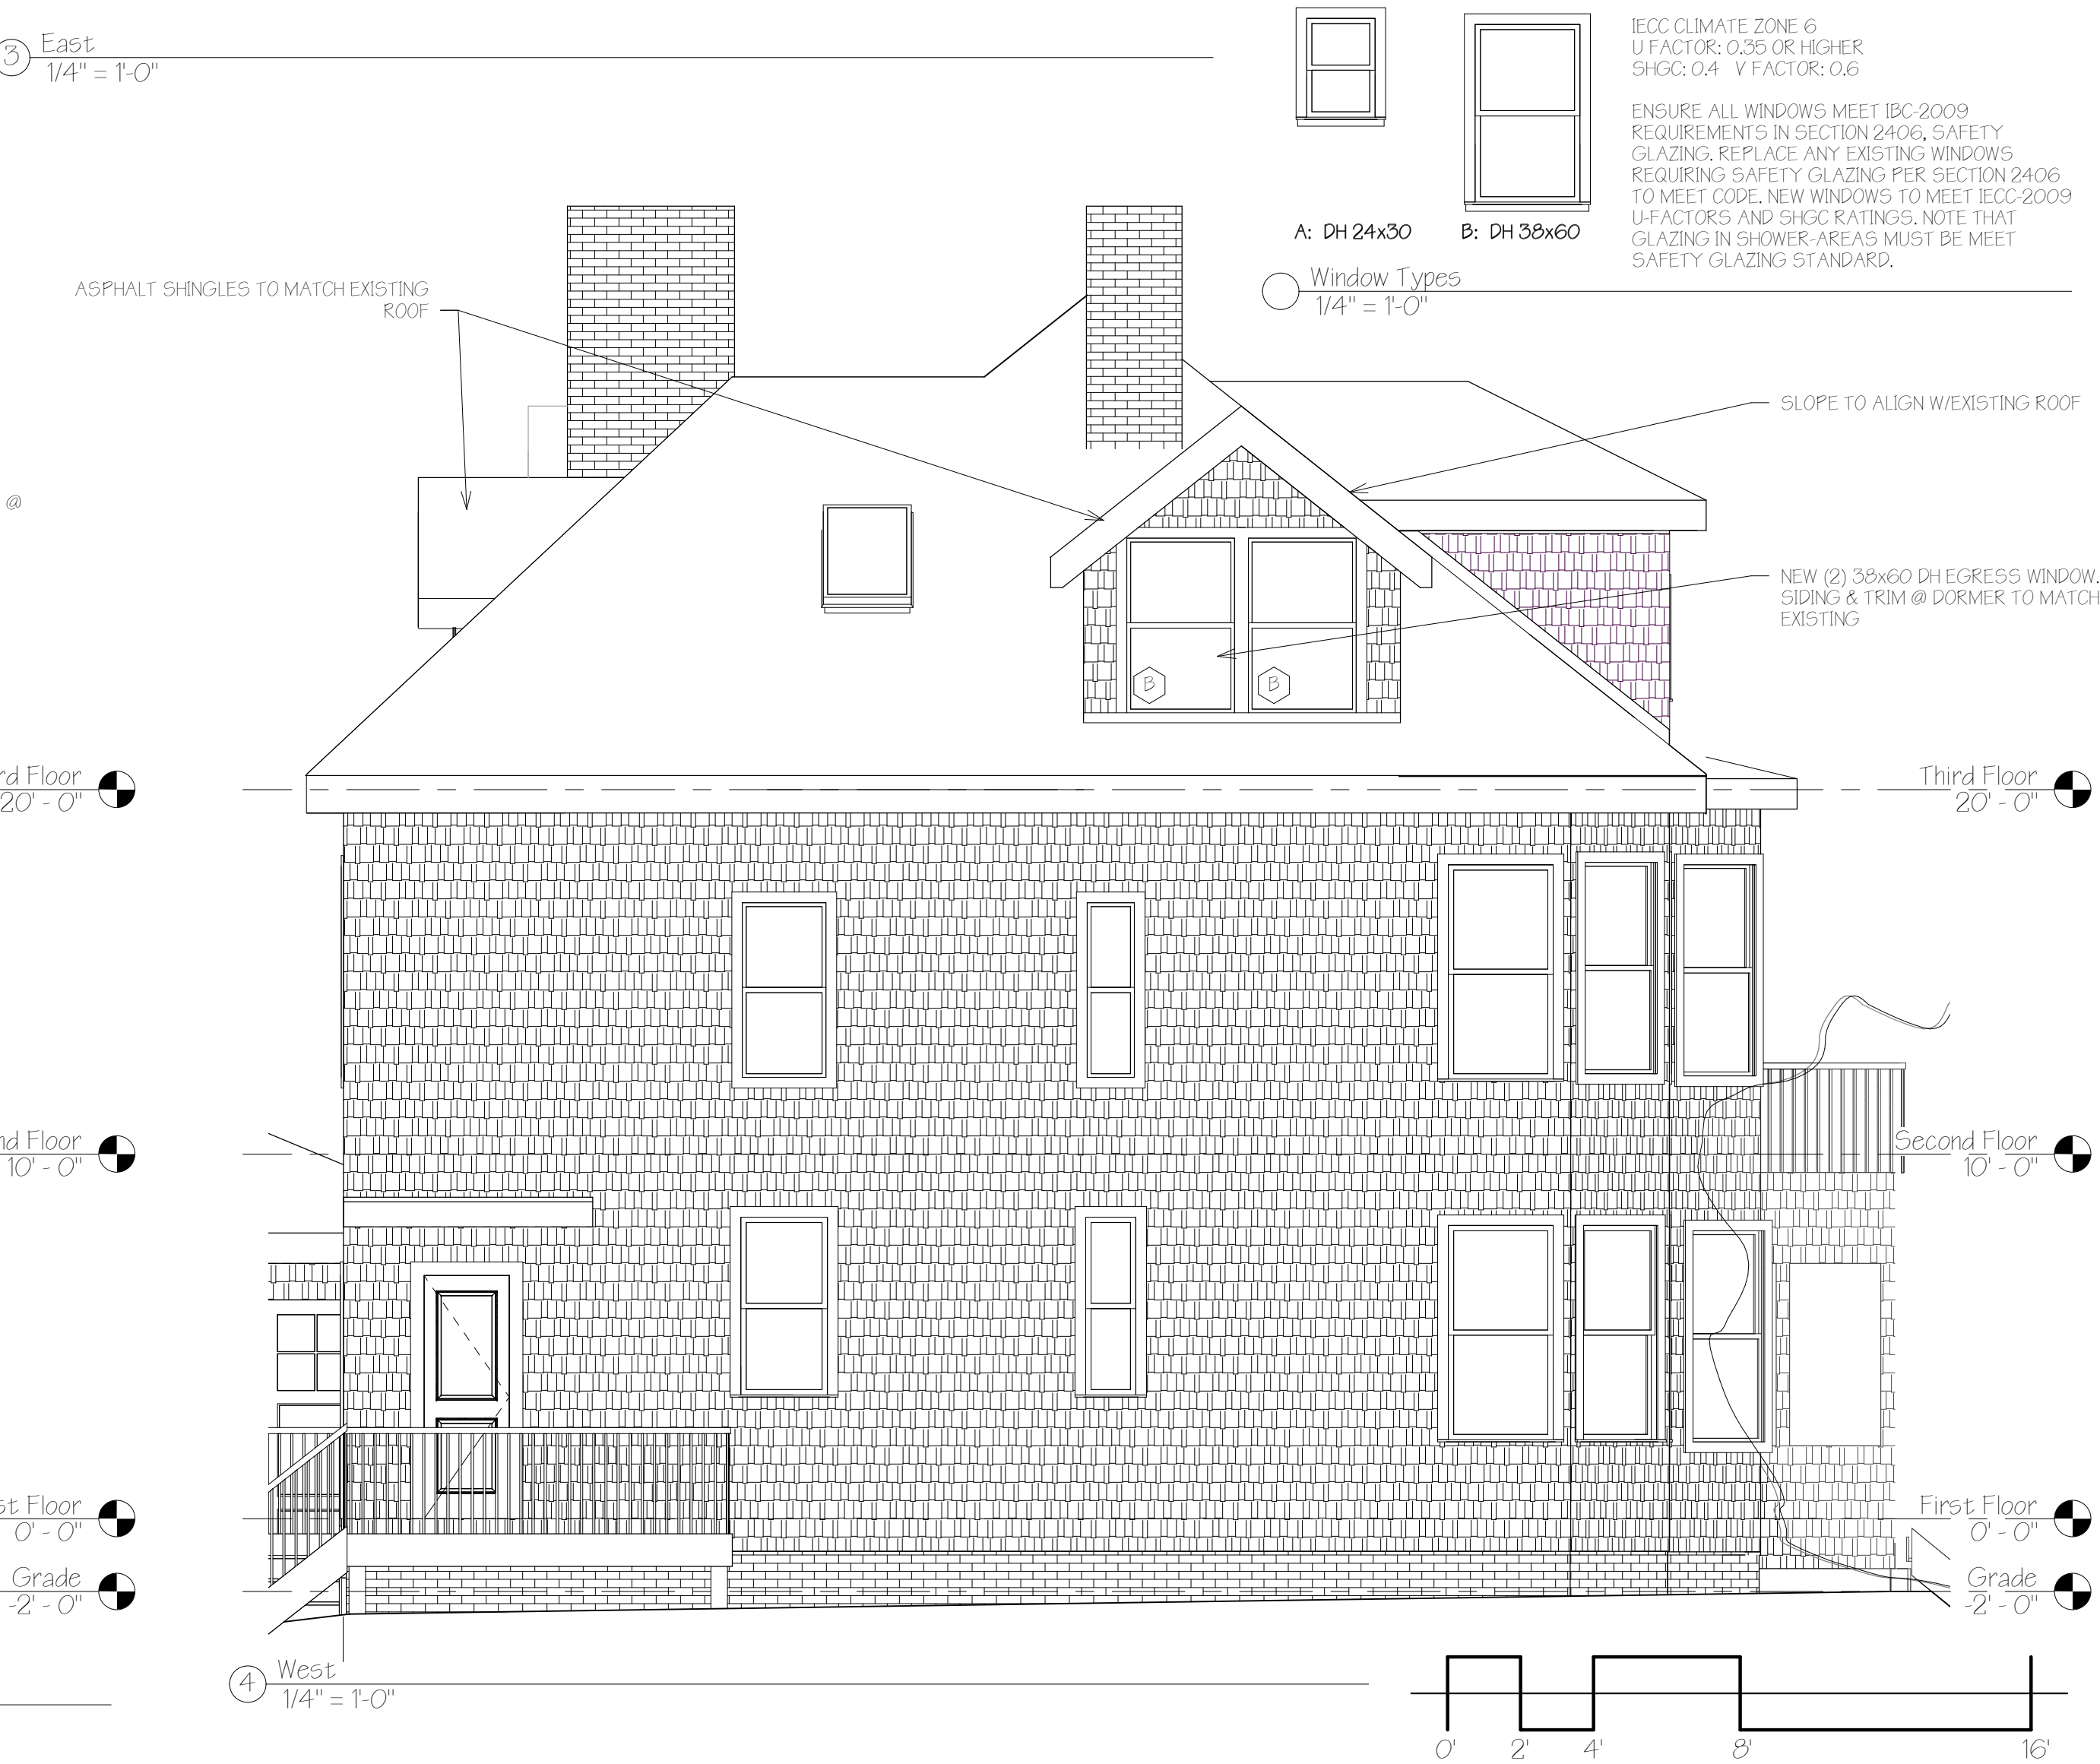 3
East
1/4" = 1'-0"
IECC CLIMATE ZONE 6
U FACTOR: 0.35 OR HIGHER
SHGC: 0.4 V FACTOR: 0.6
ENSURE ALL WINDOWS MEET IBC-2009
REQUIREMENTS IN SECTION 2406, SAFETY
GLAZING. REPLACE ANY EXISTING WINDOWS
REQUIRING SAFETY GLAZING PER SECTION 2406
TO MEET CODE. NEW WINDOWS TO MEET IECC-2009
U-FACTORS AND SHGC RATINGS. NOTE THAT
GLAZING IN SHOWER-AREAS MUST BE MEET
SAFETY GLAZING STANDARD.
A: DH 24x30
B: DH 38x60
Window Types
1/4" = 1'-0"
ASPHALT SHINGLES TO MATCH EXISTING
ROOF
SLOPE TO ALIGN W/EXISTING ROOF
@
NEW (2) 38x60 DH EGRESS WINDOW.
SIDING & TRIM @ DORMER TO MATCH
EXISTING
B
B
rd Floor
20' - 0"
Third Floor
20' - 0"
nd Floor
10' - 0"
Second Floor
10' - 0"
st Floor
0' - 0"
First Floor
0' - 0"
Grade
-2' - 0"
Grade
-2' - 0"
4
West
1/4" = 1'-0"
0' 2' 4' 8' 16'